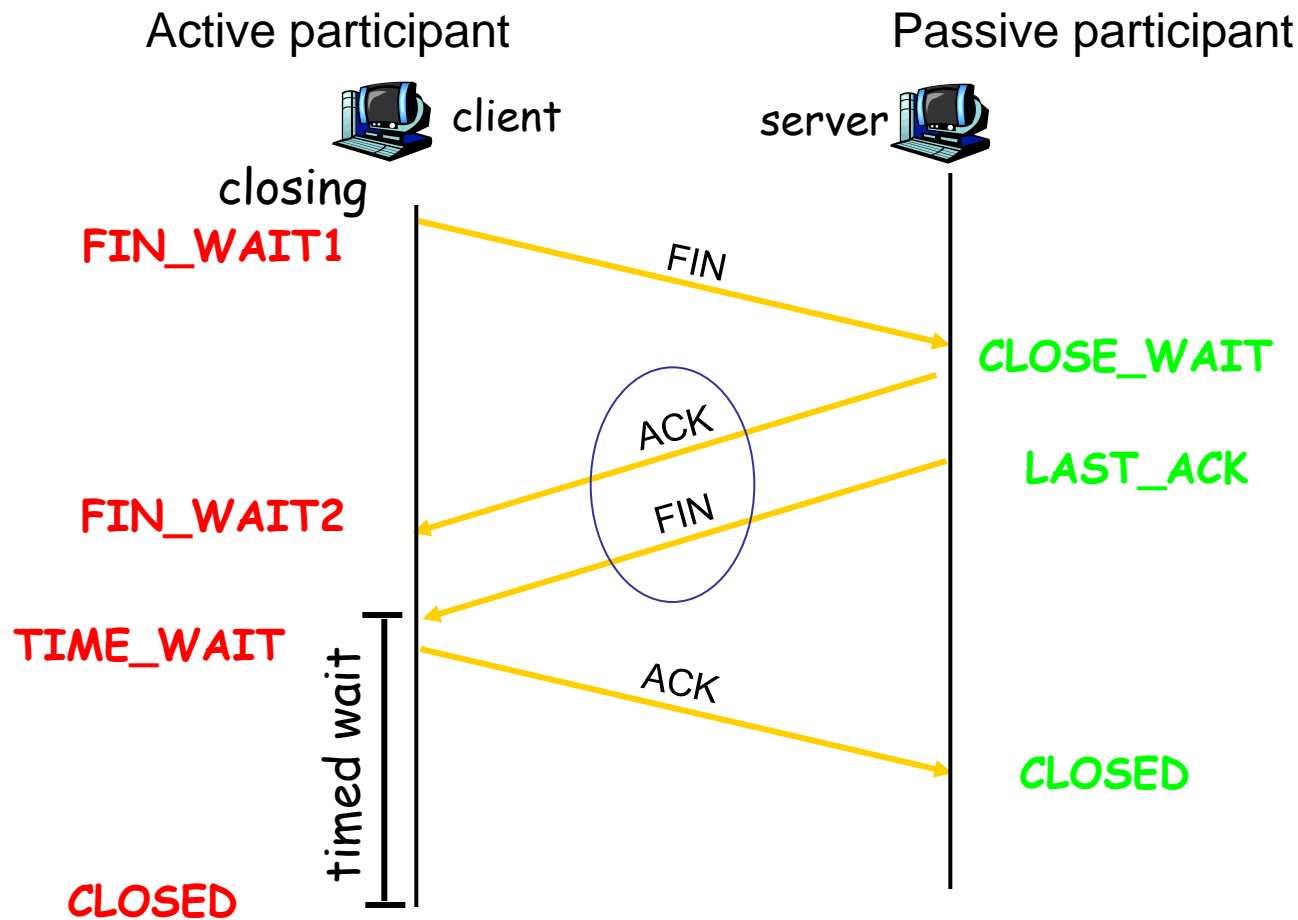 Active participant
Passive participant
client
server
closing
FIN_WAIT1
FIN
CLOSE_WAIT
ACK
LAST_ACK
FIN_WAIT2
FIN
TIME_WAIT
timed wait
ACK
CLOSED
CLOSED